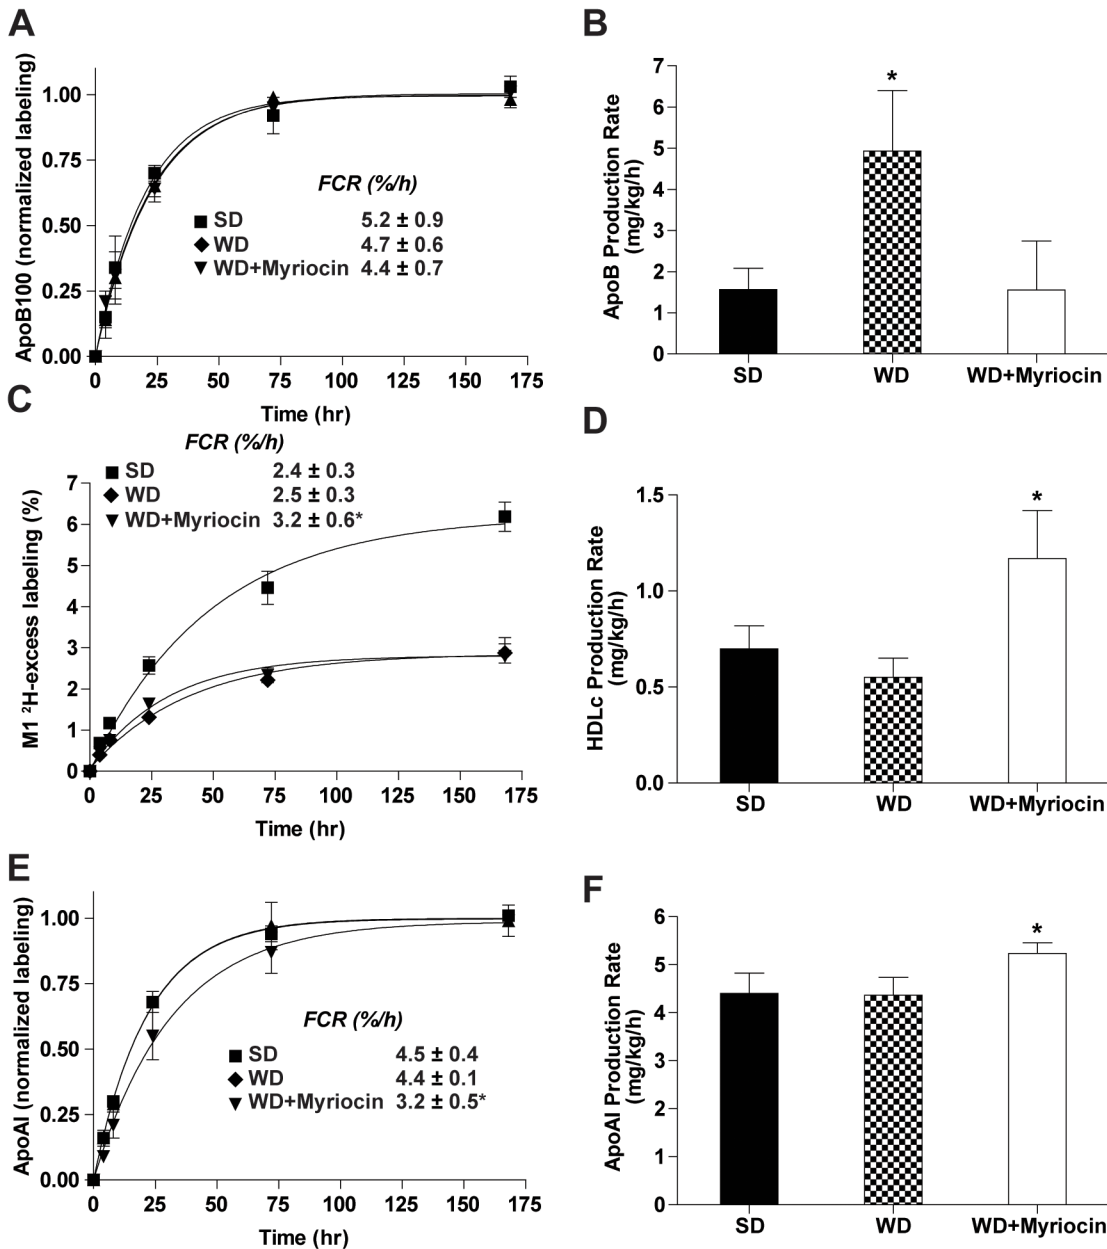 A
ApoB100 (normalized labeling)
1.00
0.75
0.50
0.25
0.00
FCR (%/h)
SD 5.2 ± 0.9
WD 4.7 ± 0.6
WD+Myriocin 4.4 ± 0.7
0 25 50 75 100 125 150 175
Time (hr)
B
ApoB Production Rate
(mg/kg/h)
7
6
5
4
3
2
1
0
*
SD WD WD+Myriocin
C
FCR (%/h)
SD 2.4 ± 0.3
WD 2.5 ± 0.3
WD+Myriocin 3.2 ± 0.6*
M1 ²H-excess labeling (%)
7
6
5
4
3
2
1
0
0 25 50 75 100 125 150 175
Time (hr)
D
HDLc Production Rate
(mg/kg/h)
1.5
1.0
0.5
0.0
*
SD WD WD+Myriocin
E
ApoAI (normalized labeling)
1.00
0.75
0.50
0.25
0.00
FCR (%/h)
SD 4.5 ± 0.4
WD 4.4 ± 0.1
WD+Myriocin 3.2 ± 0.5*
0 25 50 75 100 125 150 175
Time (hr)
F
ApoAI Production Rate
(mg/kg/h)
6
5
4
3
2
1
0
*
SD WD WD+Myriocin